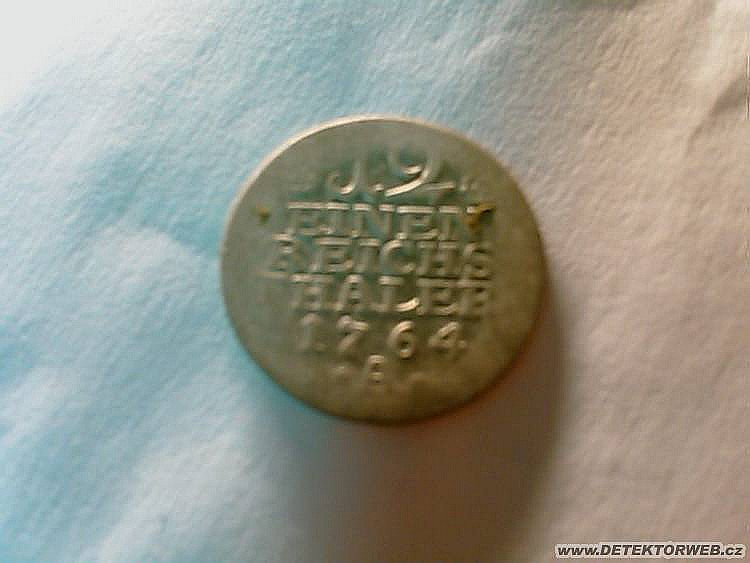 12
EINEN
REICHS
THALER
1764
A
www.DETEKTORWEB.cz